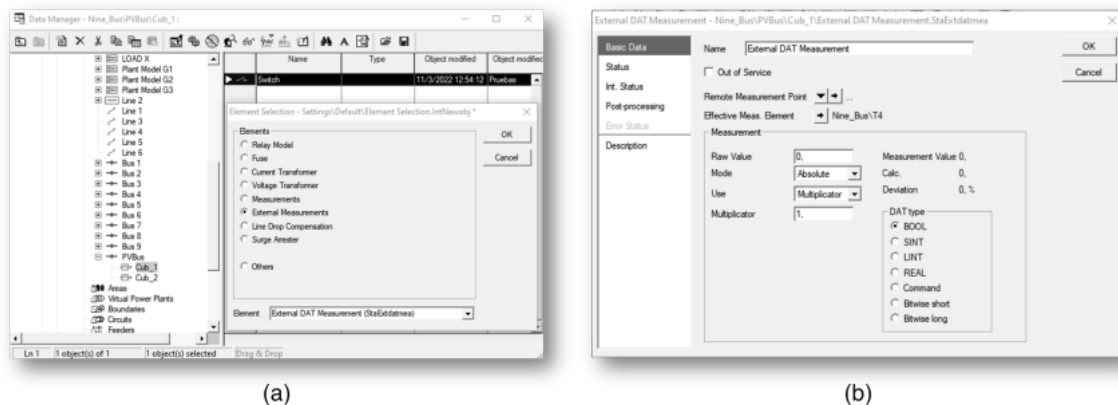 Data Manager - Nine_Bus\PVBus\Cub_1 :
Name
Type
Object modified
Object modified
Switch
11/3/2022 12:54:12
Pruebas
LOAD X
Plant Model G1
Plant Model G2
Plant Model G3
Line 2
Line 1
Line 3
Line 4
Line 5
Line 6
Bus 1
Bus 2
Bus 3
Bus 4
Bus 5
Bus 6
Bus 7
Bus 8
Bus 9
PVBus
Cub_1
Cub_2
Areas
Virtual Power Plants
Boundaries
Circuits
Feeders
Ln 1
1 object(s) of 1
1 object(s) selected
Drag & Drop
Element Selection - Settings\Default\Element Selection.IntNewobj *
Elements
Relay Model
Fuse
Current Transformer
Voltage Transformer
Measurements
External Measurements
Line Drop Compensation
Surge Arrester
Others
OK
Cancel
Element
External DAT Measurement (StaExtdatmea)
(a)
External DAT Measurement - Nine_Bus\PVBus\Cub_1\External DAT Measurement.StaExtdatmea
Basic Data
Status
Int. Status
Post-processing
Error Status
Description
Name
External DAT Measurement
OK
Cancel
Out of Service
Remote Measurement Point
...
Effective Meas. Element
Nine_Bus\T4
Measurement
Raw Value
0,
Measurement Value 0,
Mode
Absolute
Calc.
0,
Use
Multiplicator
Deviation
0, %
Multiplicator
1,
DAT type
BOOL
SINT
LINT
REAL
Command
Bitwise short
Bitwise long
(b)